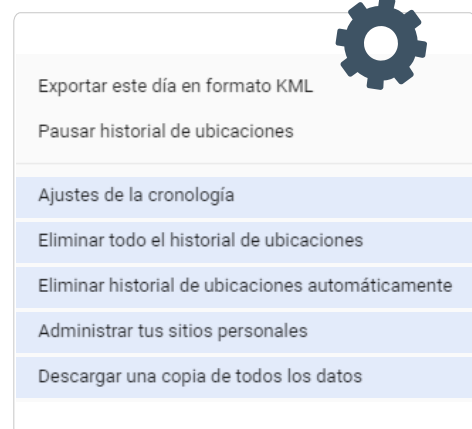 Exportar este día en formato KML
Pausar historial de ubicaciones
Ajustes de la cronología
Eliminar todo el historial de ubicaciones
Eliminar historial de ubicaciones automáticamente
Administrar tus sitios personales
Descargar una copia de todos los datos